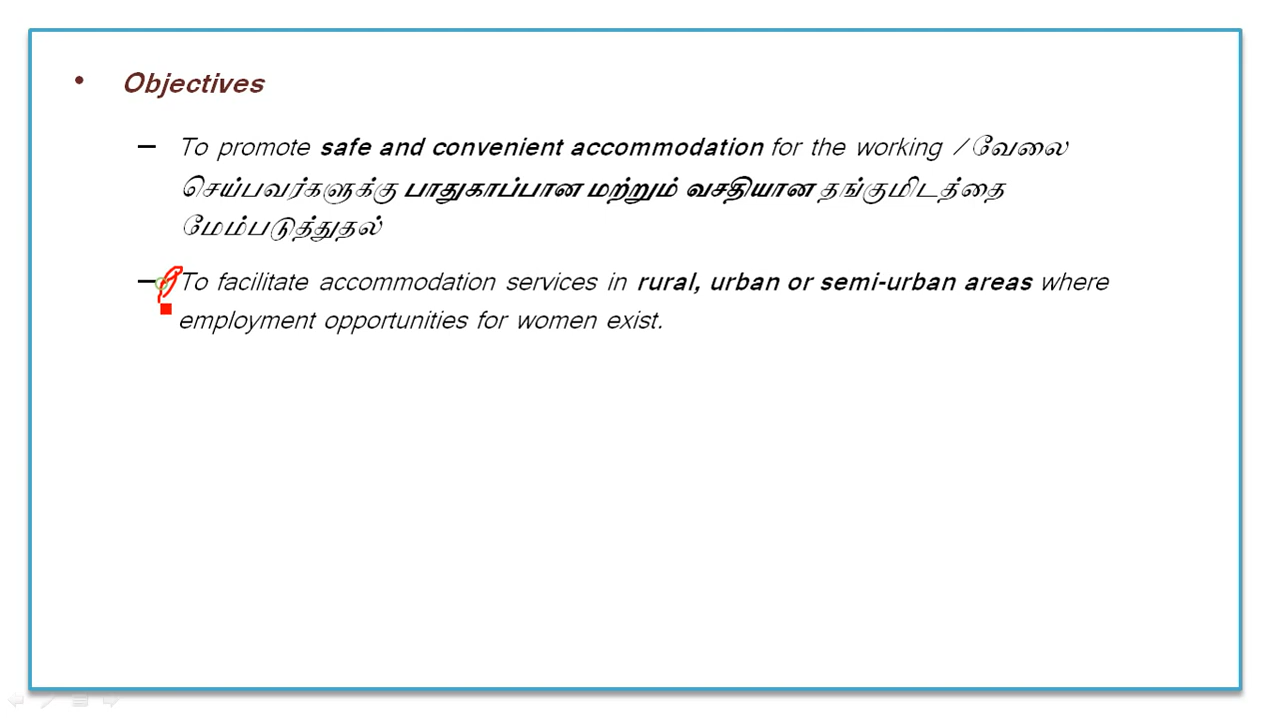 • Objectives
– To promote safe and convenient accommodation for the working / வேலை
செய்பவர்களுக்கு பாதுகாப்பான மற்றும் வசதியான தங்குமிடத்தை
மேம்படுத்துதல்
– To facilitate accommodation services in rural, urban or semi-urban areas where
employment opportunities for women exist.